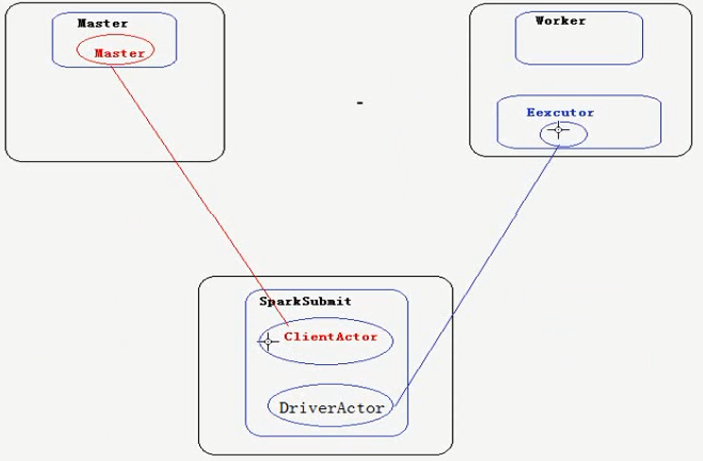 Master
Master
Worker
Eexcutor
SparkSubmit
ClientActor
DriverActor